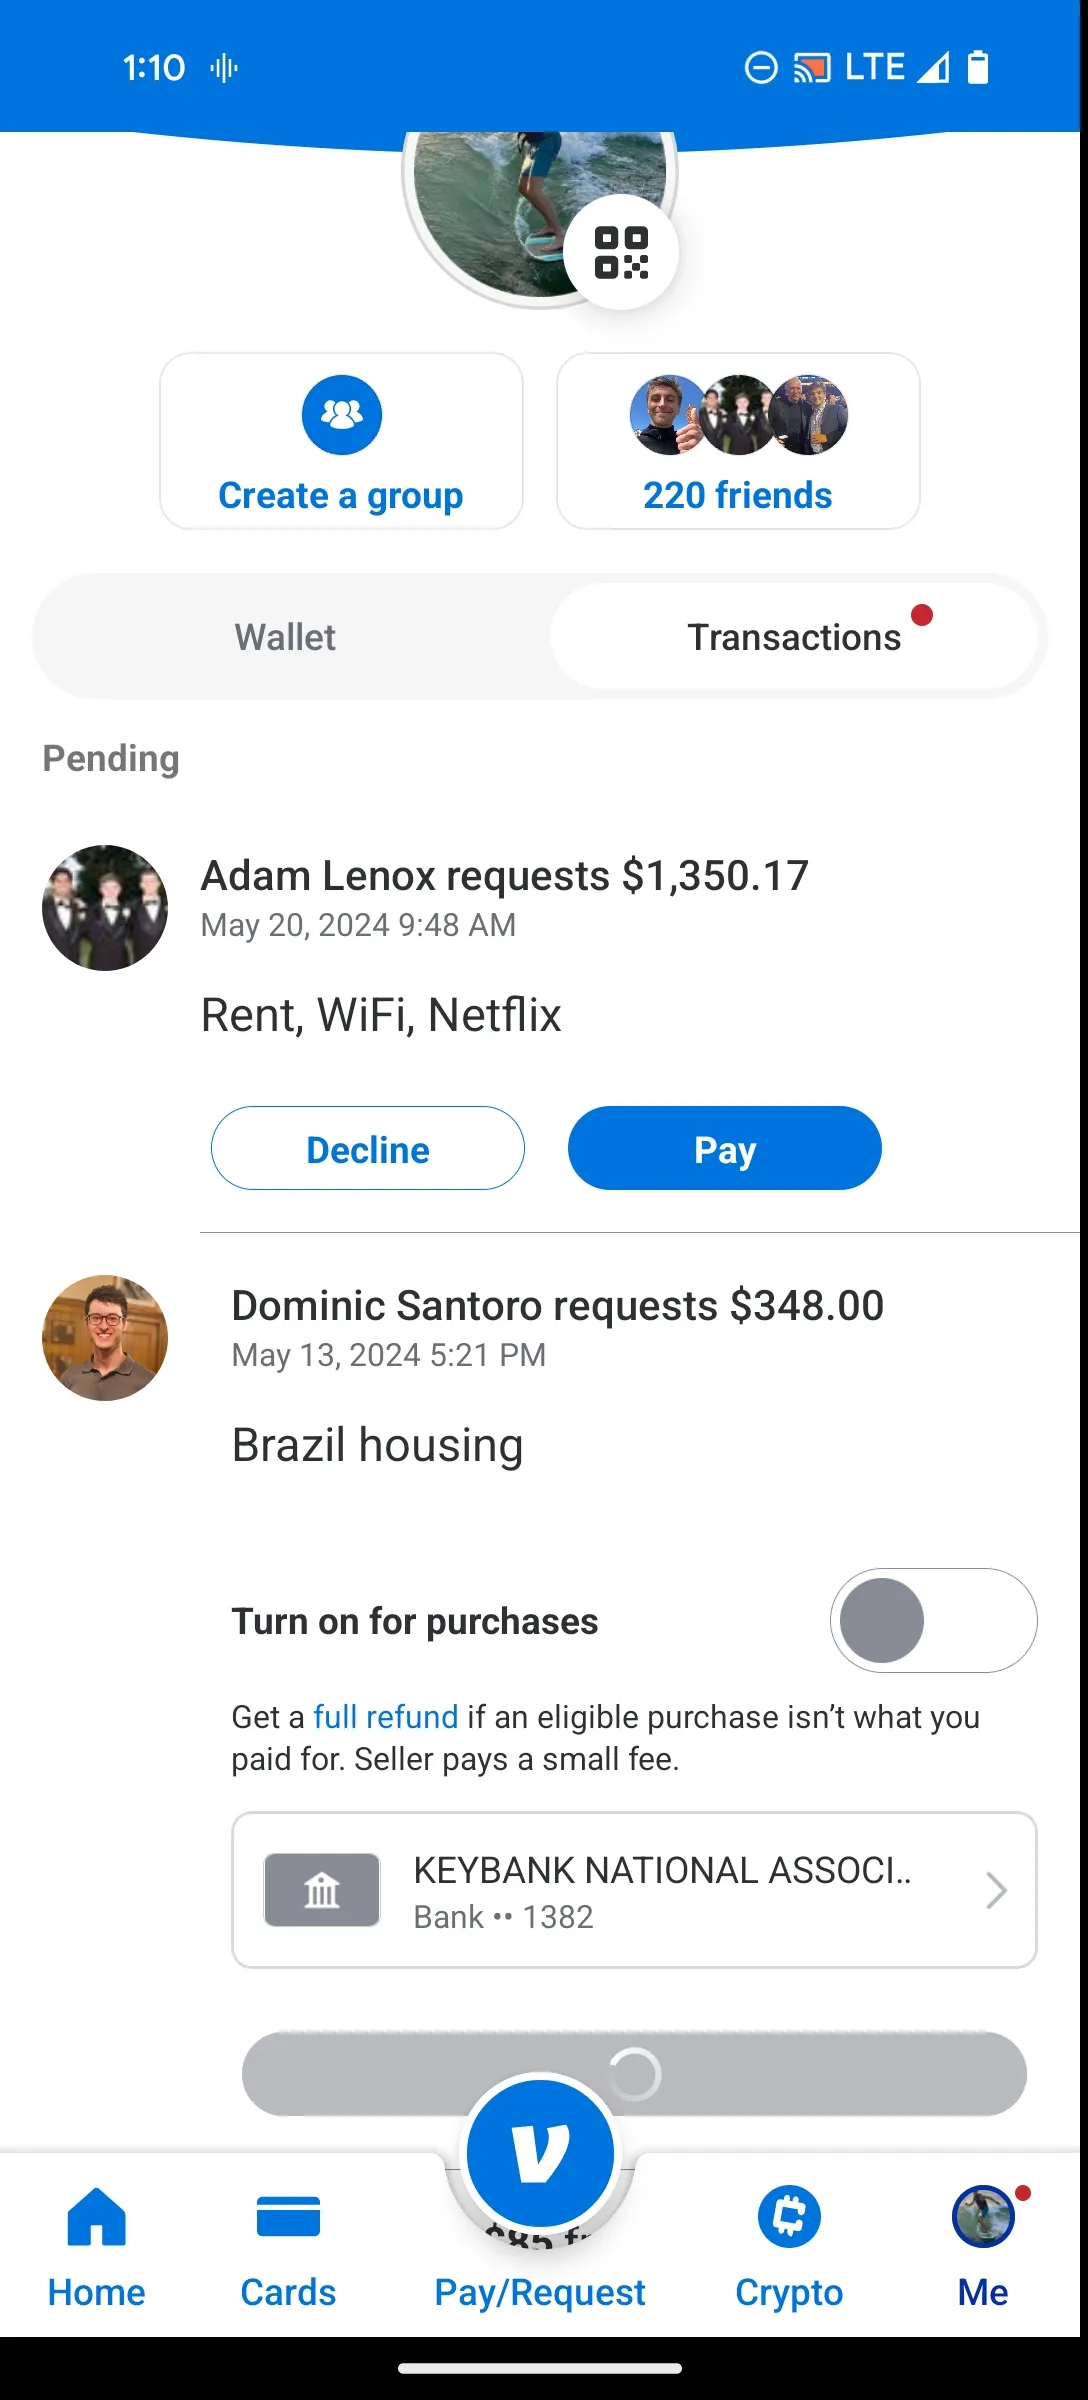 1:10
LTE
Create a group
220 friends
Wallet
Transactions
Pending
Adam Lenox requests $1,350.17
May 20, 2024 9:48 AM
Rent, WiFi, Netflix
Decline
Pay
Dominic Santoro requests $348.00
May 13, 2024 5:21 PM
Brazil housing
Turn on for purchases
Get a full refund if an eligible purchase isn’t what you
paid for. Seller pays a small fee.
KEYBANK NATIONAL ASSOCI..
Bank •• 1382
Home
Cards
Pay/Request
Crypto
Me